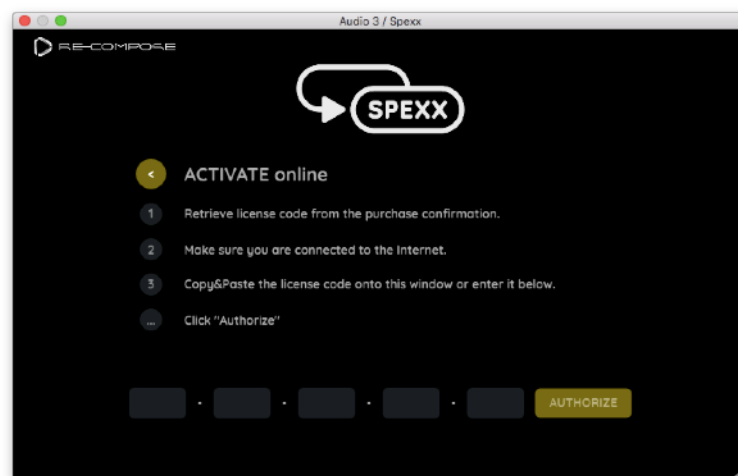 Audio 3 / Spexx
RE-COMPOSE
SPEXX
< ACTIVATE online
1 Retrieve license code from the purchase confirmation.
2 Make sure you are connected to the Internet.
3 Copy&Paste the license code onto this window or enter it below.
... Click "Authorize"
- - - - AUTHORIZE